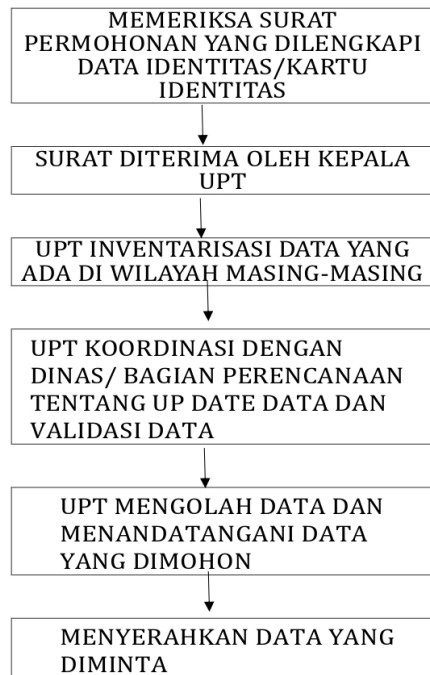 MEMERIKSA SURAT
PERMOHONAN YANG DILENGKAPI
DATA IDENTITAS/KARTU
IDENTITAS
SURAT DITERIMA OLEH KEPALA
UPT
UPT INVENTARISASI DATA YANG
ADA DI WILAYAH MASING-MASING
UPT KOORDINASI DENGAN
DINAS/ BAGIAN PERENCANAAN
TENTANG UP DATE DATA DAN
VALIDASI DATA
UPT MENGOLAH DATA DAN
MENANDATANGANI DATA
YANG DIMOHON
MENYERAHKAN DATA YANG
DIMINTA